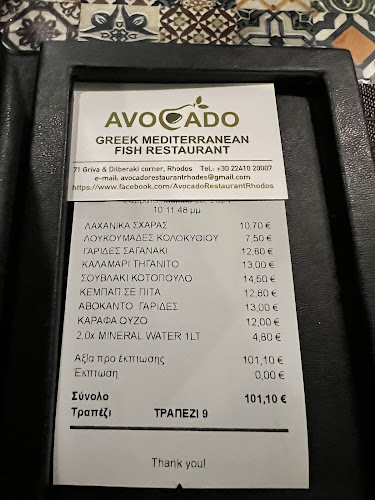 AVOCADO
GREEK MEDITERRANEAN
FISH RESTAURANT
71 Griva & Dilberaki corner, Rhodos Tel.: +30 22410 20007
e-mail: avocadorestaurantrhodes@gmail.com
https://www.facebook.com/AvocadoRestaurantRhodos
10:11:48 μμ
ΛΑΧΑΝΙΚΑ ΣΧΑΡΑΣ 10,70 €
ΛΟΥΚΟΥΜΑΔΕΣ ΚΟΛΟΚΥΘΙΟΥ 7,50 €
ΓΑΡΙΔΕΣ ΣΑΓΑΝΑΚΙ 12,60 €
ΚΑΛΑΜΑΡΙ ΤΗΓΑΝΙΤΟ 13,00 €
ΣΟΥΒΛΑΚΙ ΚΟΤΟΠΟΥΛΟ 14,50 €
ΚΕΜΠΑΠ ΣΕ ΠΙΤΑ 12,80 €
ΑΒΟΚΑΝΤΟ ΓΑΡΙΔΕΣ 13,00 €
ΚΑΡΑΦΑ ΟΥΖΟ 12,00 €
2,0x MINERAL WATER 1LT 4,80 €
Αξία προ έκπτωσης 101,10 €
Έκπτωση 0,00 €
Σύνολο 101,10 €
Τραπέζι ΤΡΑΠΕΖΙ 9
Thank you!